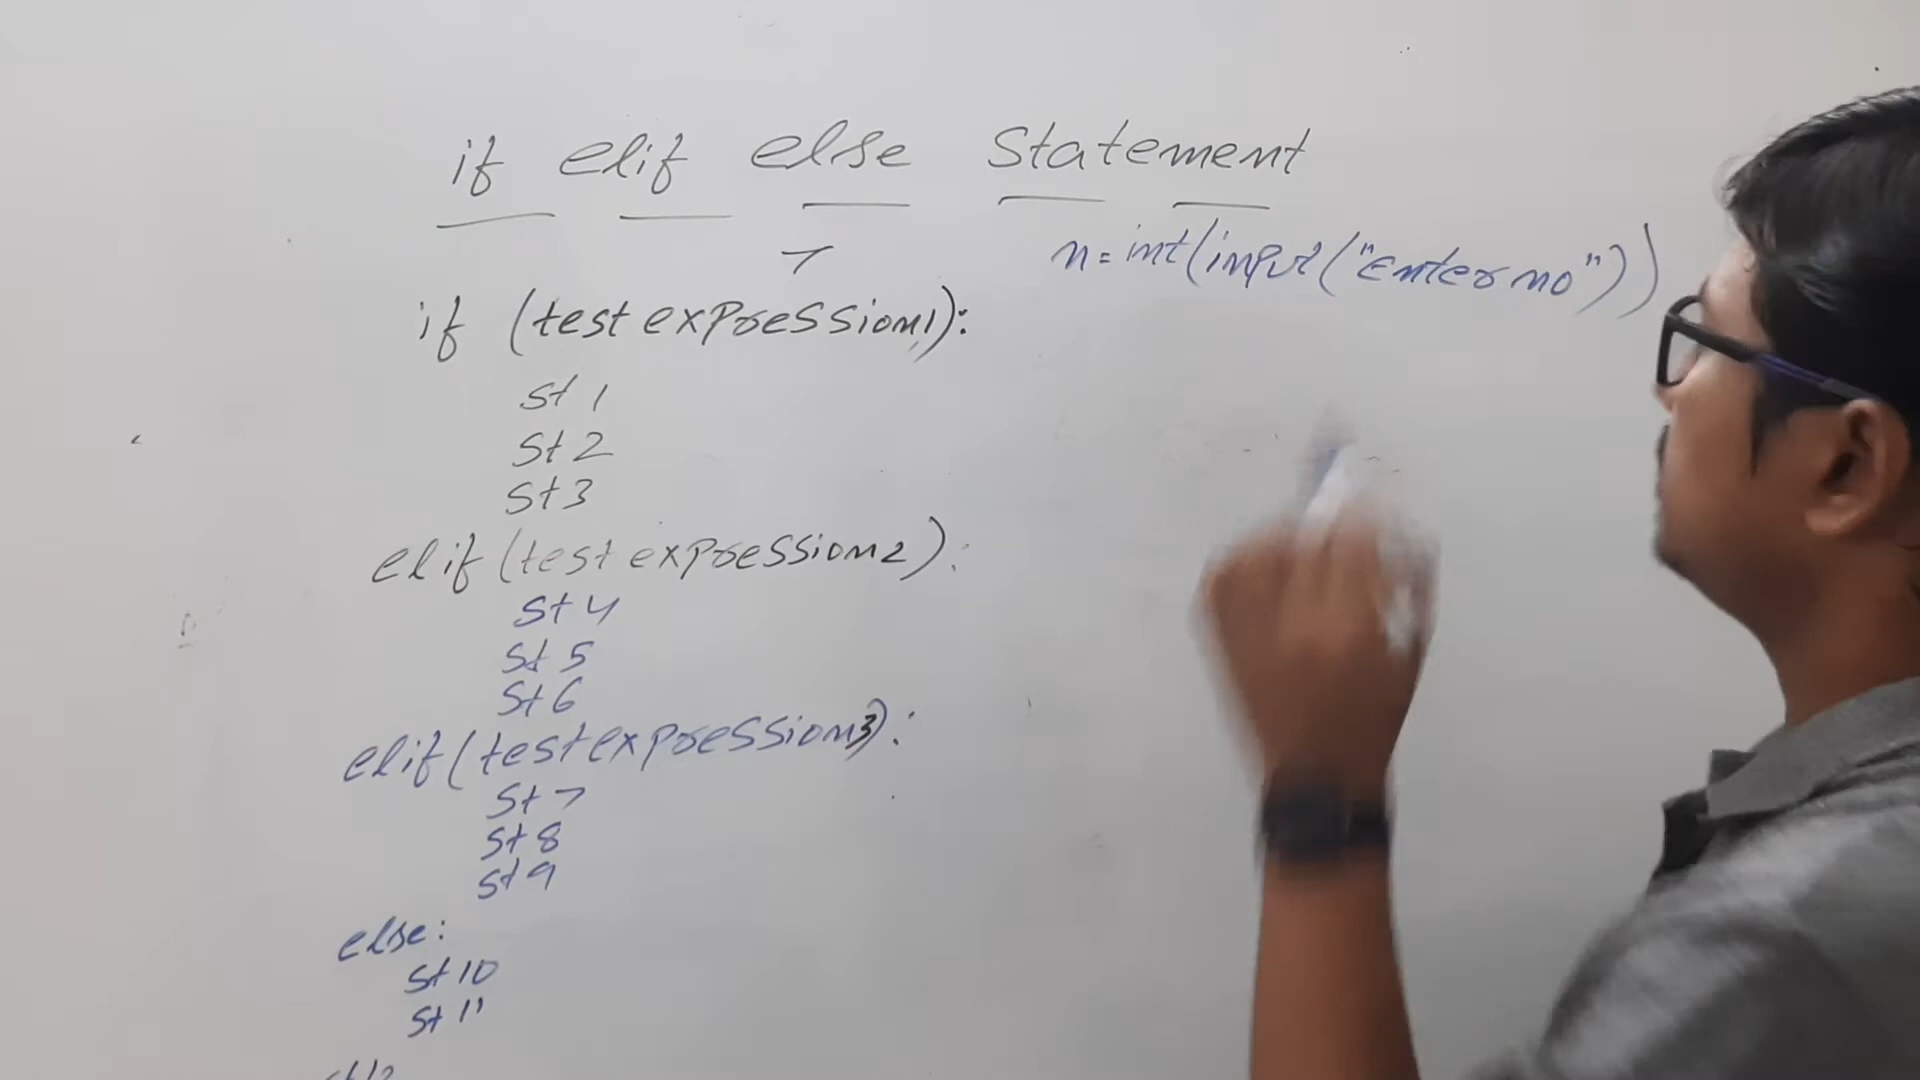 if elif else Statement
n=int(input("Enter no"))
if (test expression1):
st 1
st 2
st 3
elif (test expression2):
st 4
st 5
st 6
elif (test expression3):
st 7
st 8
st 9
else:
st 10
st 11